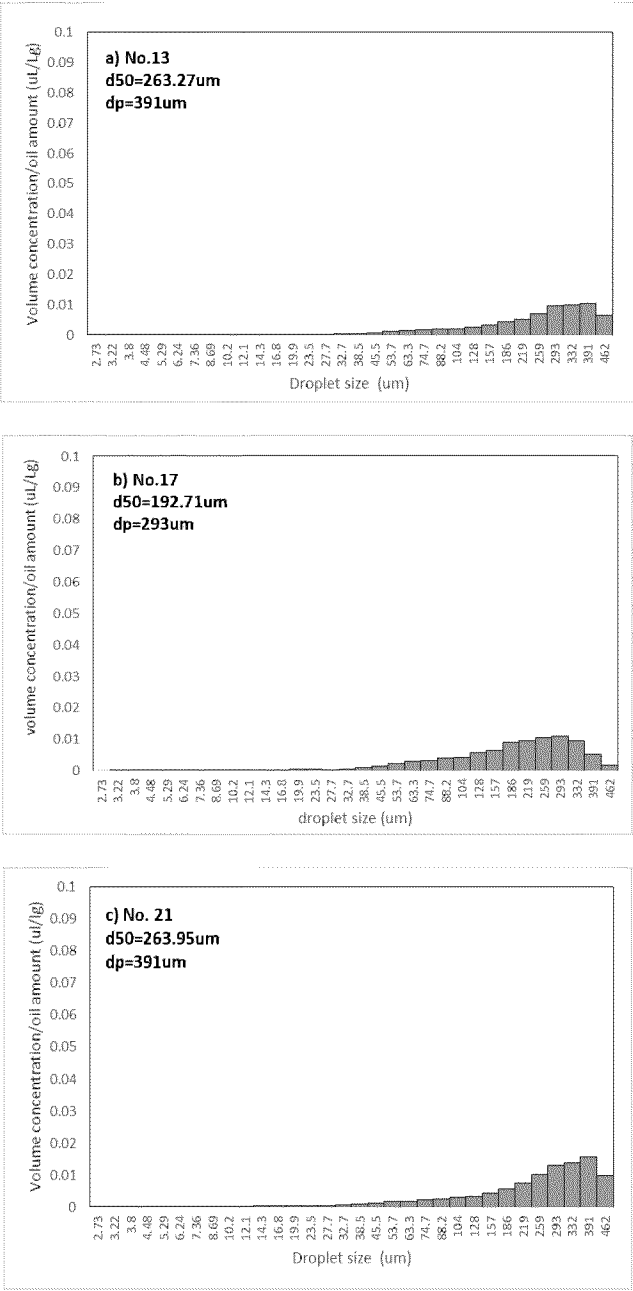 Volume concentration/oil amount (uL/Lg)
0.1
0.09
0.08
0.07
0.06
0.05
0.04
0.03
0.02
0.01
0
a) No.13
d50=263.27um
dp=391um
2.73 3.22 3.8 4.48 5.29 6.24 7.36 8.69 10.2 12.1 14.3 16.8 19.9 23.5 27.7 32.7 38.5 45.5 53.7 63.3 74.7 88.2 104 128 157 186 219 259 293 332 391 462
Droplet size (um)
volume concentration/oil amount (uL/Lg)
0.1
0.09
0.08
0.07
0.06
0.05
0.04
0.03
0.02
0.01
0
b) No.17
d50=192.71um
dp=293um
2.73 3.22 3.8 4.48 5.29 6.24 7.36 8.69 10.2 12.1 14.3 16.8 19.9 23.5 27.7 32.7 38.5 45.5 53.7 63.3 74.7 88.2 104 128 157 186 219 259 293 332 391 462
droplet size (um)
Volume concentration/oil amount (ul/lg)
0.1
0.09
0.08
0.07
0.06
0.05
0.04
0.03
0.02
0.01
0
c) No. 21
d50=263.95um
dp=391um
2.73 3.22 3.8 4.48 5.29 6.24 7.36 8.69 10.2 12.1 14.3 16.8 19.9 23.5 27.7 32.7 38.5 45.5 53.7 63.3 74.7 88.2 104 128 157 186 219 259 293 332 391 462
Droplet size (um)